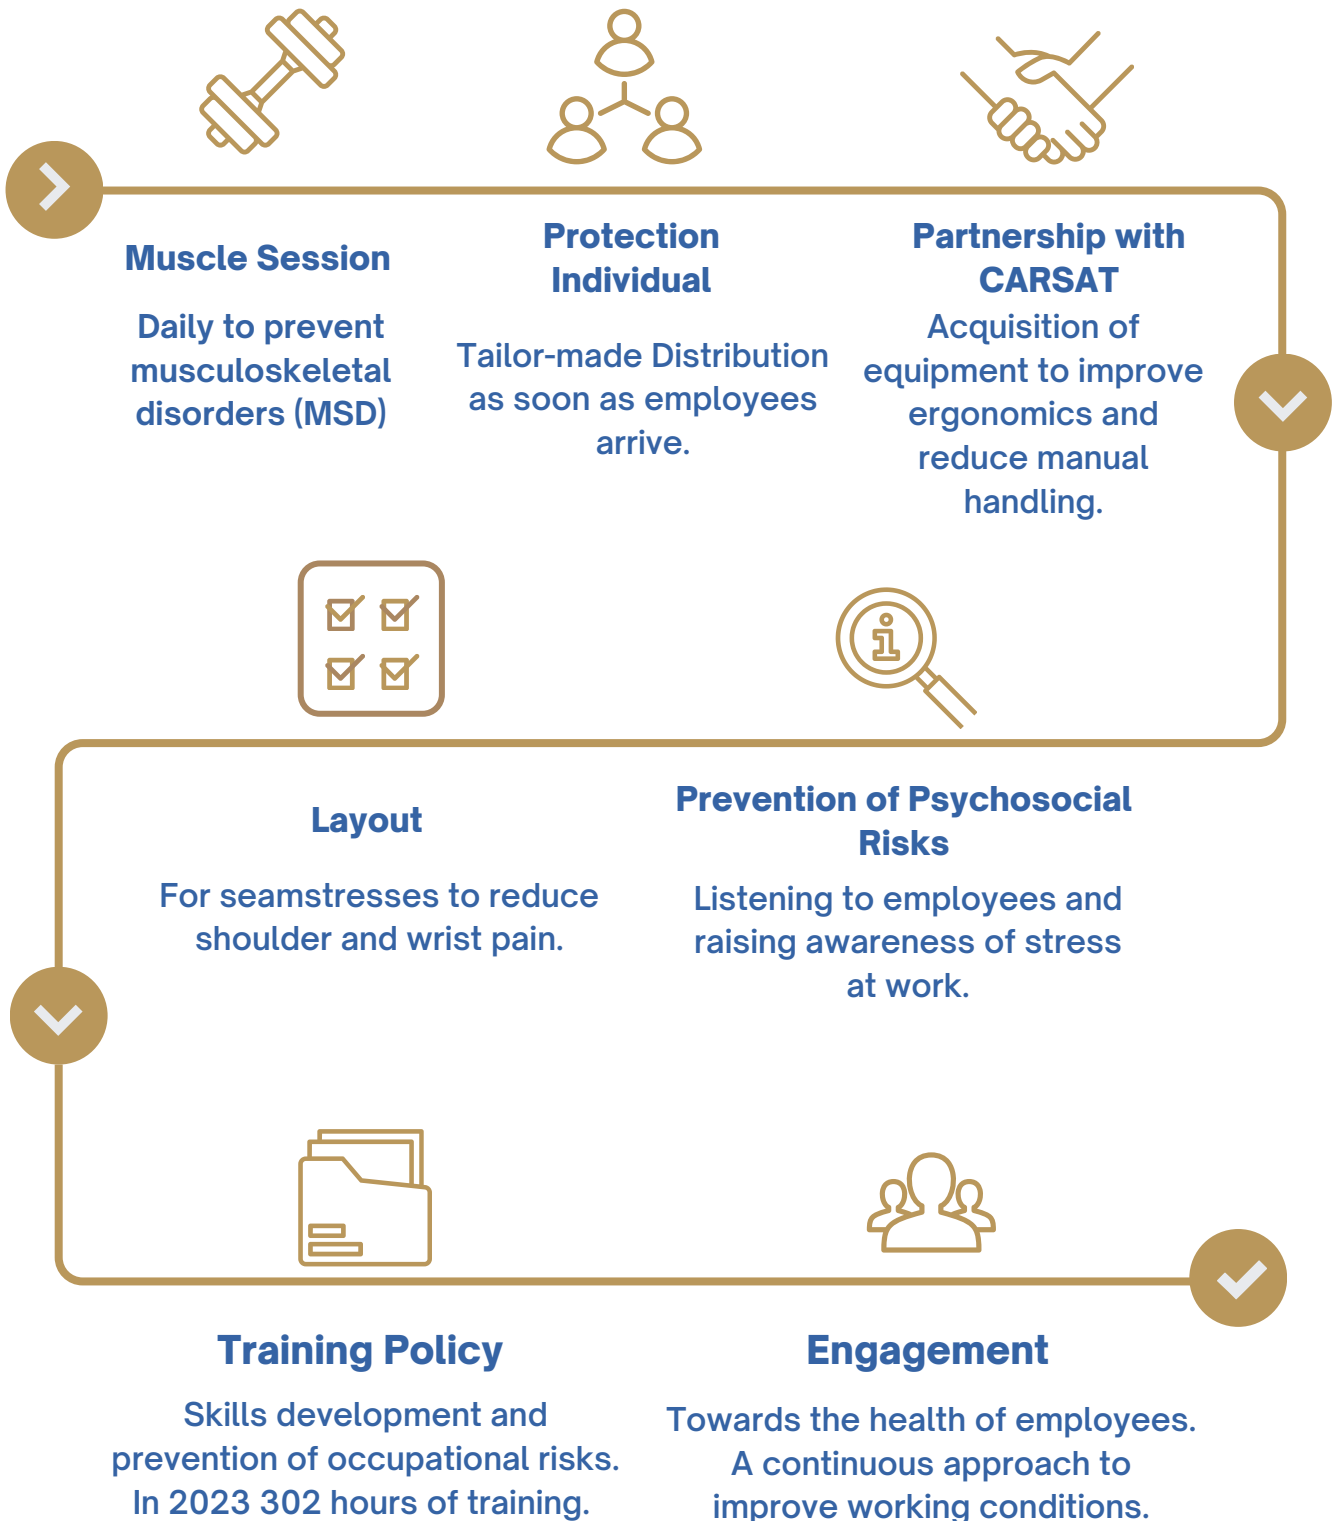 Muscle Session
Daily to prevent
musculoskeletal
disorders (MSD)
Protection
Individual
Tailor-made Distribution
as soon as employees
arrive.
Partnership with
CARSAT
Acquisition of
equipment to improve
ergonomics and
reduce manual
handling.
Layout
For seamstresses to reduce
shoulder and wrist pain.
Prevention of Psychosocial
Risks
Listening to employees and
raising awareness of stress
at work.
Training Policy
Skills development and
prevention of occupational risks.
In 2023 302 hours of training.
Engagement
Towards the health of employees.
A continuous approach to
improve working conditions.